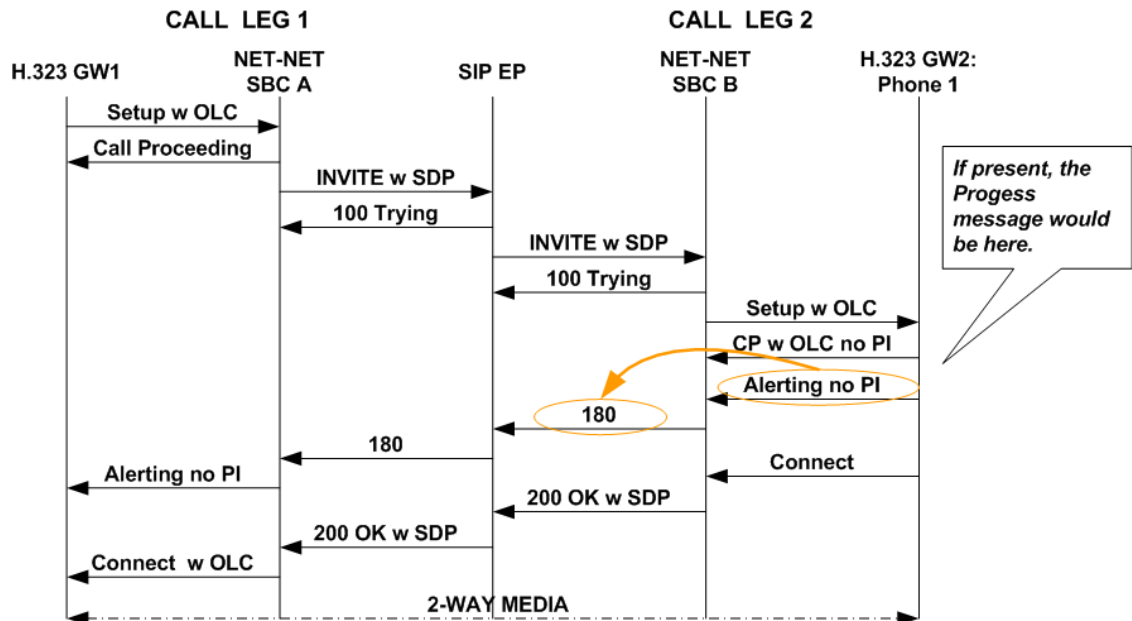 CALL LEG 1
CALL LEG 2
H.323 GW1
NET-NET
SBC A
SIP EP
NET-NET
SBC B
H.323 GW2:
Phone 1
Setup w OLC
Call Proceeding
INVITE w SDP
100 Trying
INVITE w SDP
100 Trying
If present, the
Progess
message would
be here.
Setup w OLC
CP w OLC no PI
Alerting no PI
180
180
Connect
Alerting no PI
200 OK w SDP
200 OK w SDP
Connect w OLC
2-WAY MEDIA